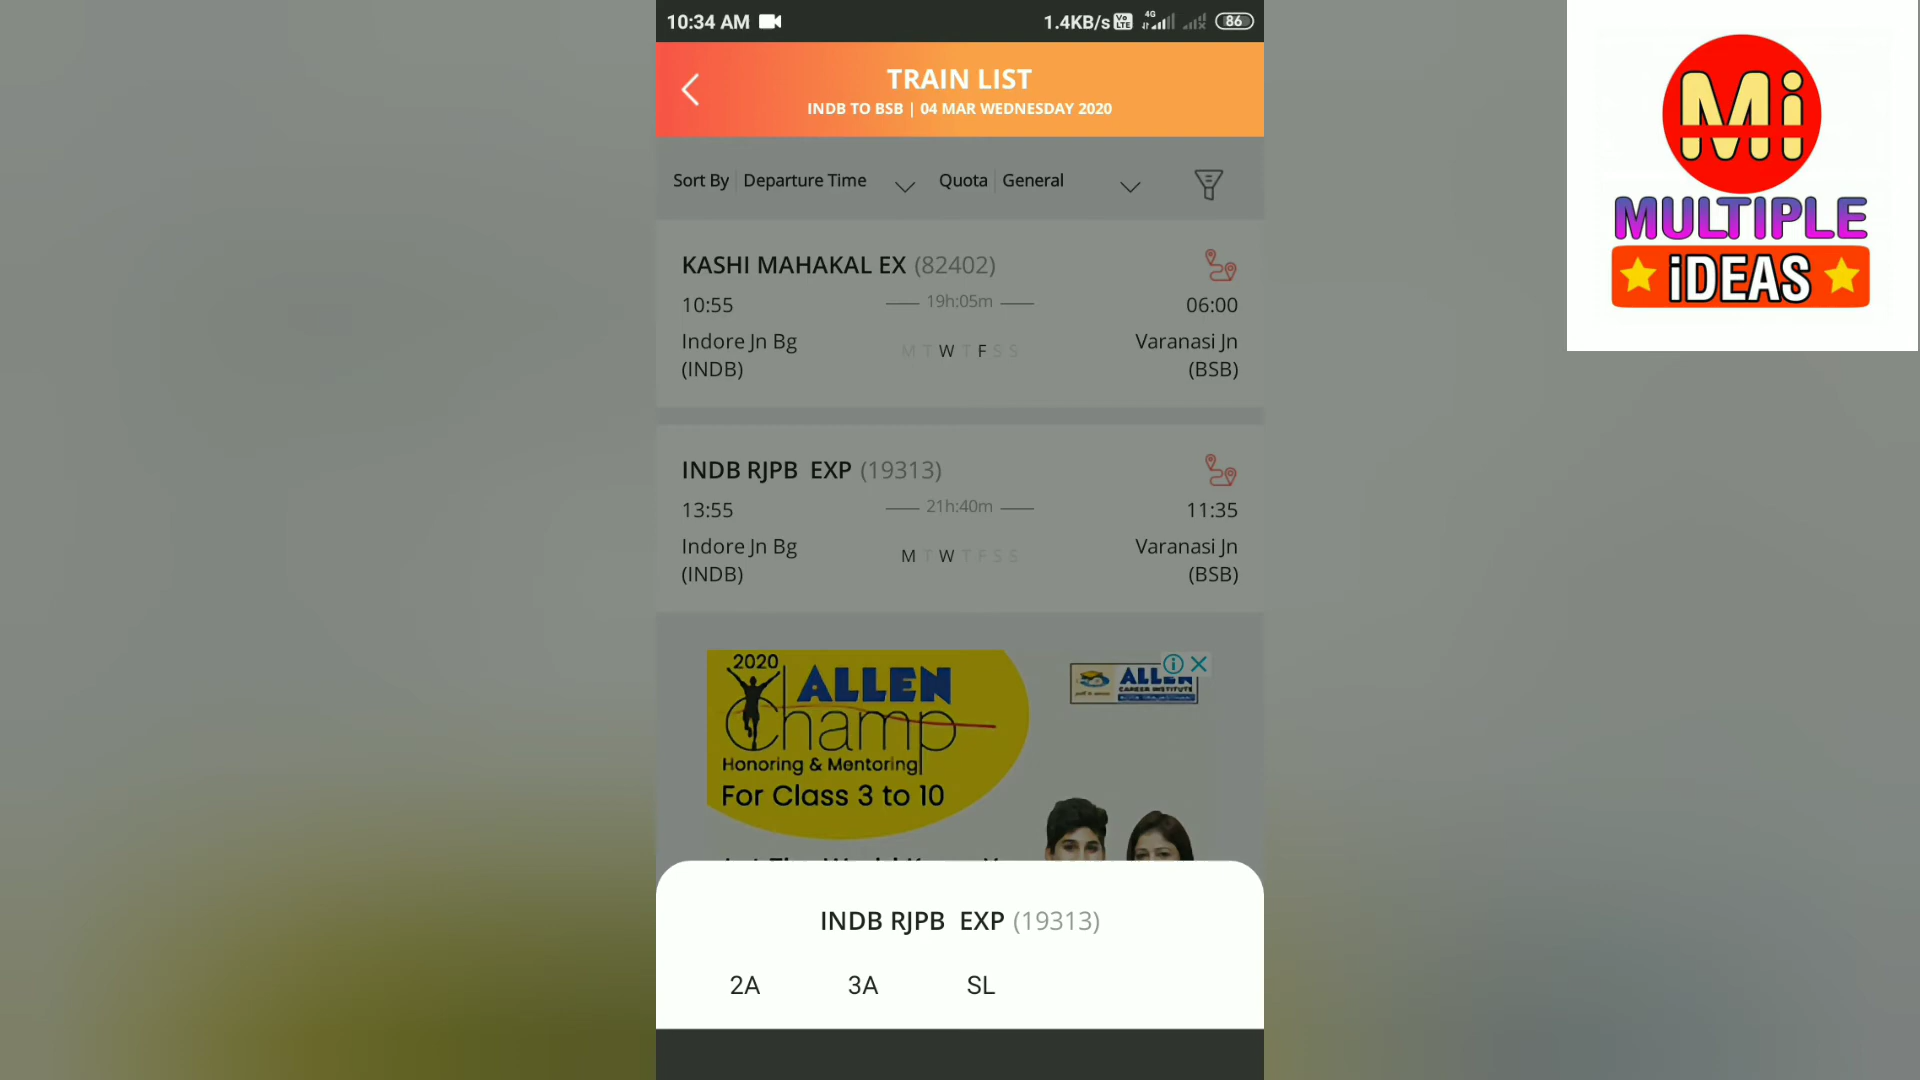 10:34 AM 1.4KB/s Vo LTE 4G 86
TRAIN LIST
INDB TO BSB | 04 MAR WEDNESDAY 2020
Sort By Departure Time Quota General
KASHI MAHAKAL EX (82402)
10:55 19h:05m 06:00
Indore Jn Bg M T W T F S S Varanasi Jn
(INDB) (BSB)
INDB RJPB EXP (19313)
13:55 21h:40m 11:35
Indore Jn Bg M T W T F S S Varanasi Jn
(INDB) (BSB)
2020
ALLEN
Champ
Honoring & Mentoring
For Class 3 to 10
ALLEN
CAREER INSTITUTE
INDB RJPB EXP (19313)
2A 3A SL
Mi
MULTIPLE
iDEAS